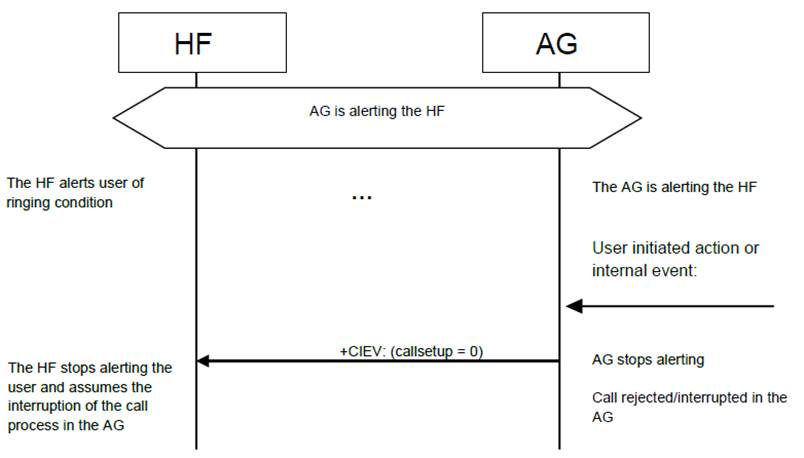 HF
AG
AG is alerting the HF
The HF alerts user of
ringing condition
...
The AG is alerting the HF
User initiated action or
internal event:
+CIEV: (callsetup = 0)
The HF stops alerting the
user and assumes the
interruption of the call
process in the AG
AG stops alerting
Call rejected/interrupted in the
AG